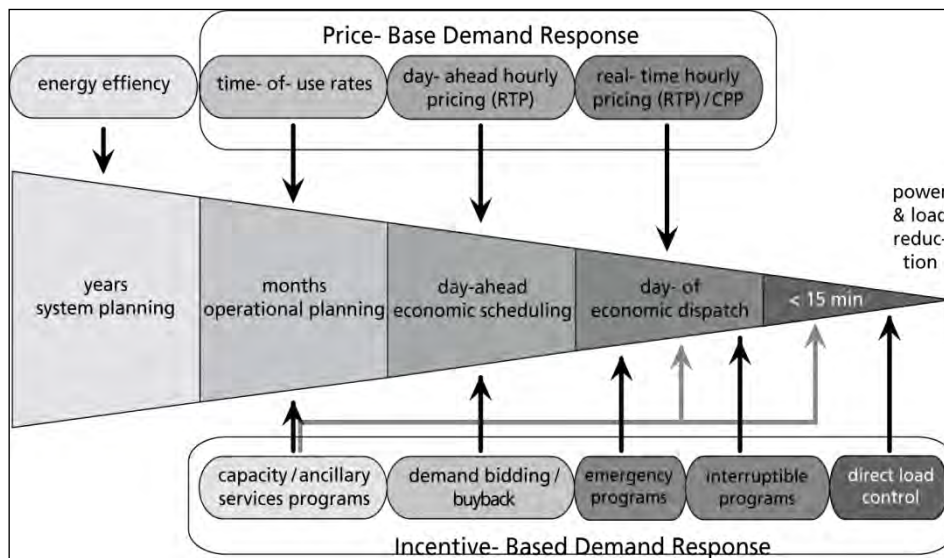 Price- Base Demand Response
energy effiency
time- of- use rates
day- ahead hourly
pricing (RTP)
real- time hourly
pricing (RTP) / CPP
power
& load
reduc-
tion
years
system planning
months
operational planning
day-ahead
economic scheduling
day- of
economic dispatch
< 15 min
capacity / ancillary
services programs
demand bidding /
buyback
emergency
programs
interruptible
programs
direct load
control
Incentive- Based Demand Response